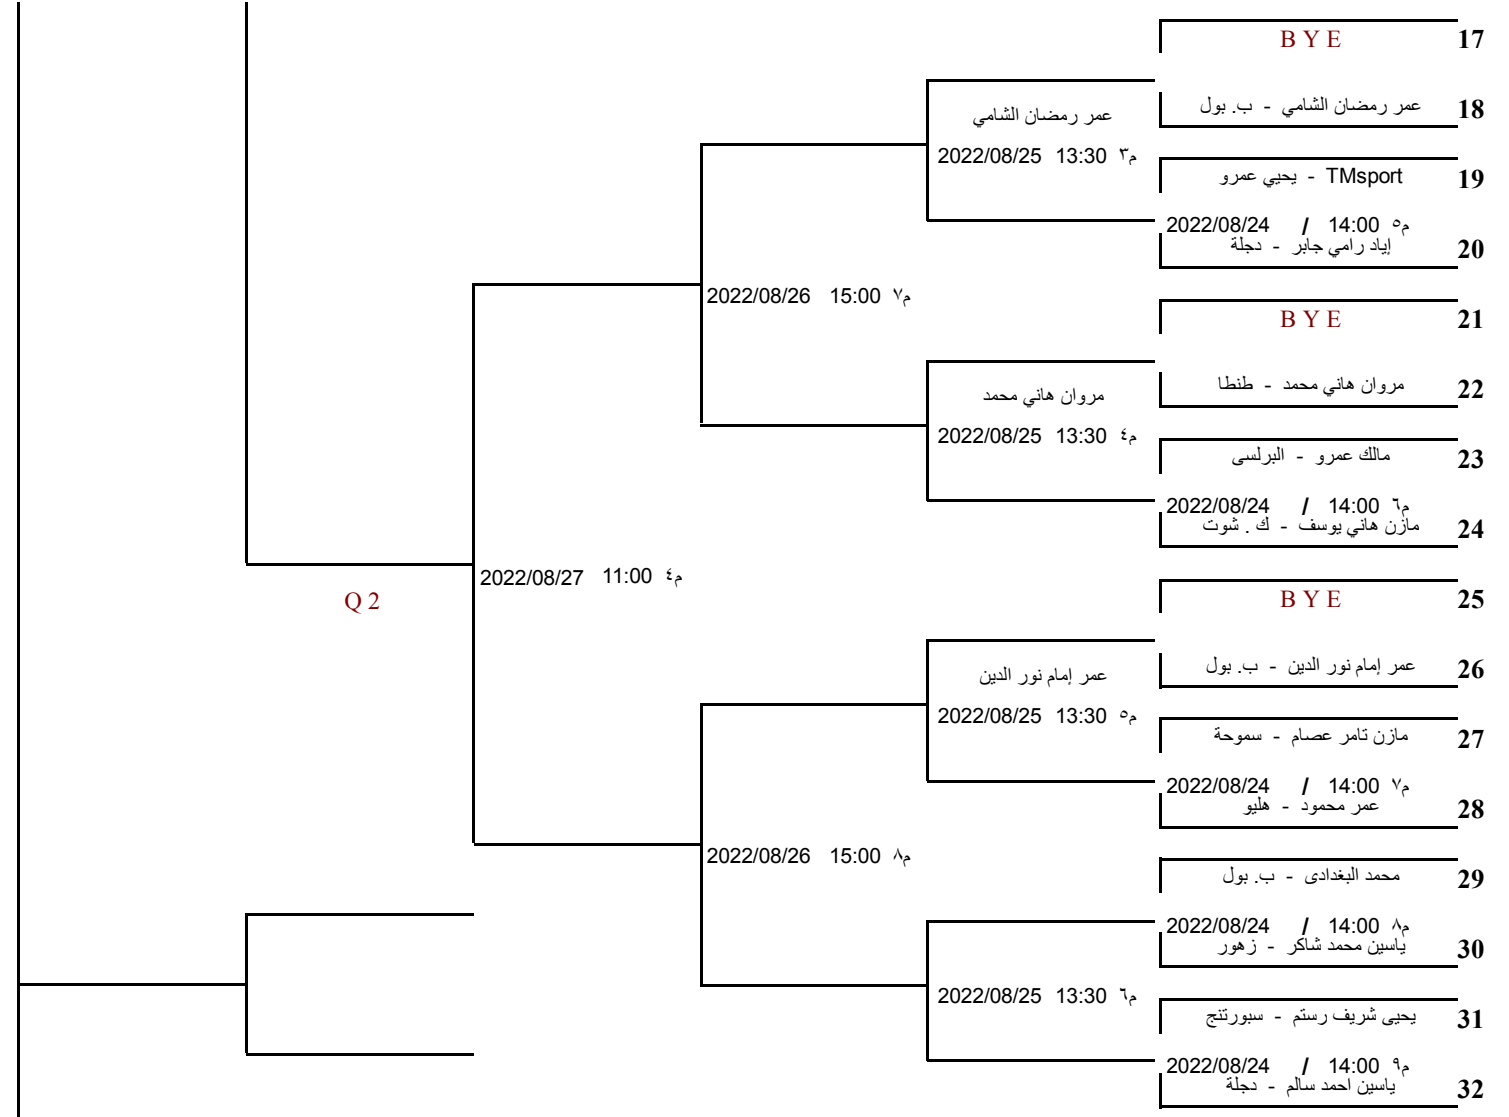 B Y E 17
عمر رمضان الشامي - ب. بول 18
عمر رمضان الشامي
2022/08/25 13:30 م٣
TMsport - يحيي عمرو 19
2022/08/24 / 14:00 م٥
إياد رامي جابر - دجلة 20
2022/08/26 15:00 م٧
B Y E 21
مروان هاني محمد - طنطا 22
مروان هاني محمد
2022/08/25 13:30 م٤
مالك عمرو - البرلسى 23
2022/08/24 / 14:00 م٦
مازن هاني يوسف - ك . شوت 24
2022/08/27 11:00 م٤
Q 2
B Y E 25
عمر إمام نور الدين - ب. بول 26
عمر إمام نور الدين
2022/08/25 13:30 م٥
مازن تامر عصام - سموحة 27
2022/08/24 / 14:00 م٧
عمر محمود - هليو 28
2022/08/26 15:00 م٨
محمد البغدادى - ب. بول 29
2022/08/24 / 14:00 م٨
ياسين محمد شاكر - زهور 30
2022/08/25 13:30 م٦
يحيى شريف رستم - سبورتنج 31
2022/08/24 / 14:00 م٩
ياسين احمد سالم - دجلة 32